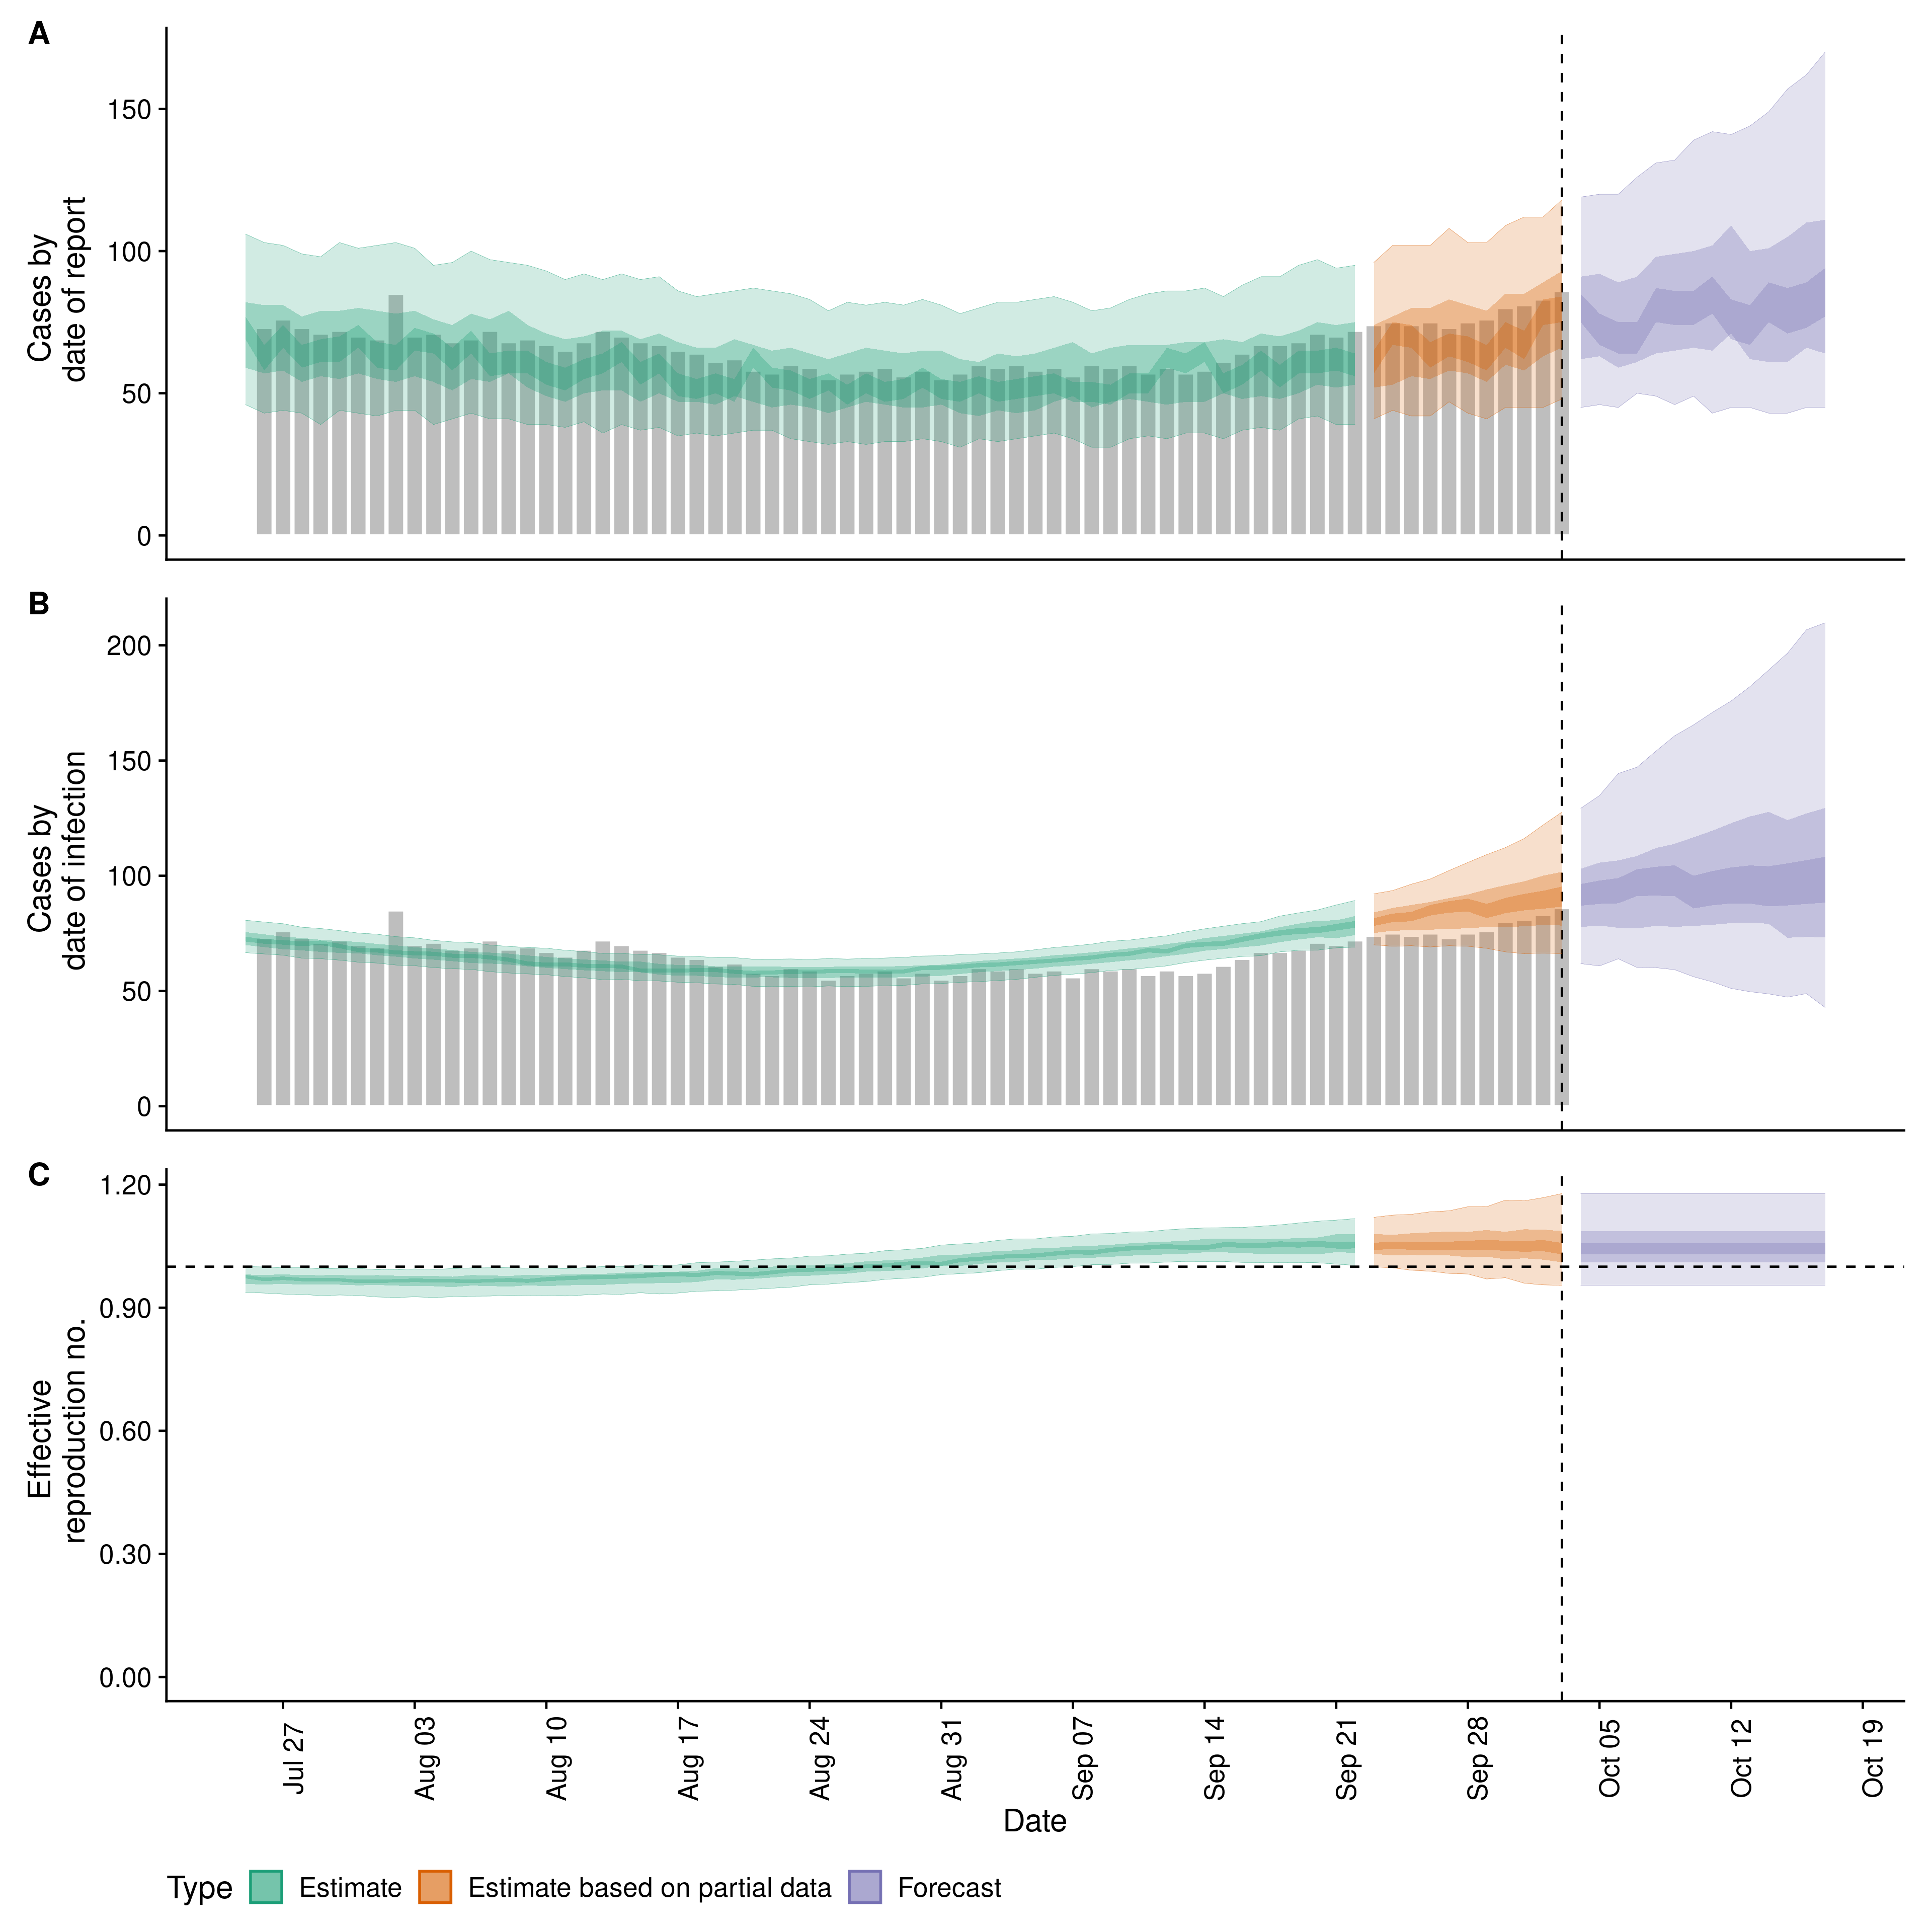 A
Cases by
date of report
150
100
50
0
B
Cases by
date of infection
200
150
100
50
0
C
Effective
reproduction no.
1.20
0.90
0.60
0.30
0.00
Jul 27
Aug 03
Aug 10
Aug 17
Aug 24
Aug 31
Sep 07
Sep 14
Sep 21
Sep 28
Oct 05
Oct 12
Oct 19
Date
Type Estimate Estimate based on partial data Forecast